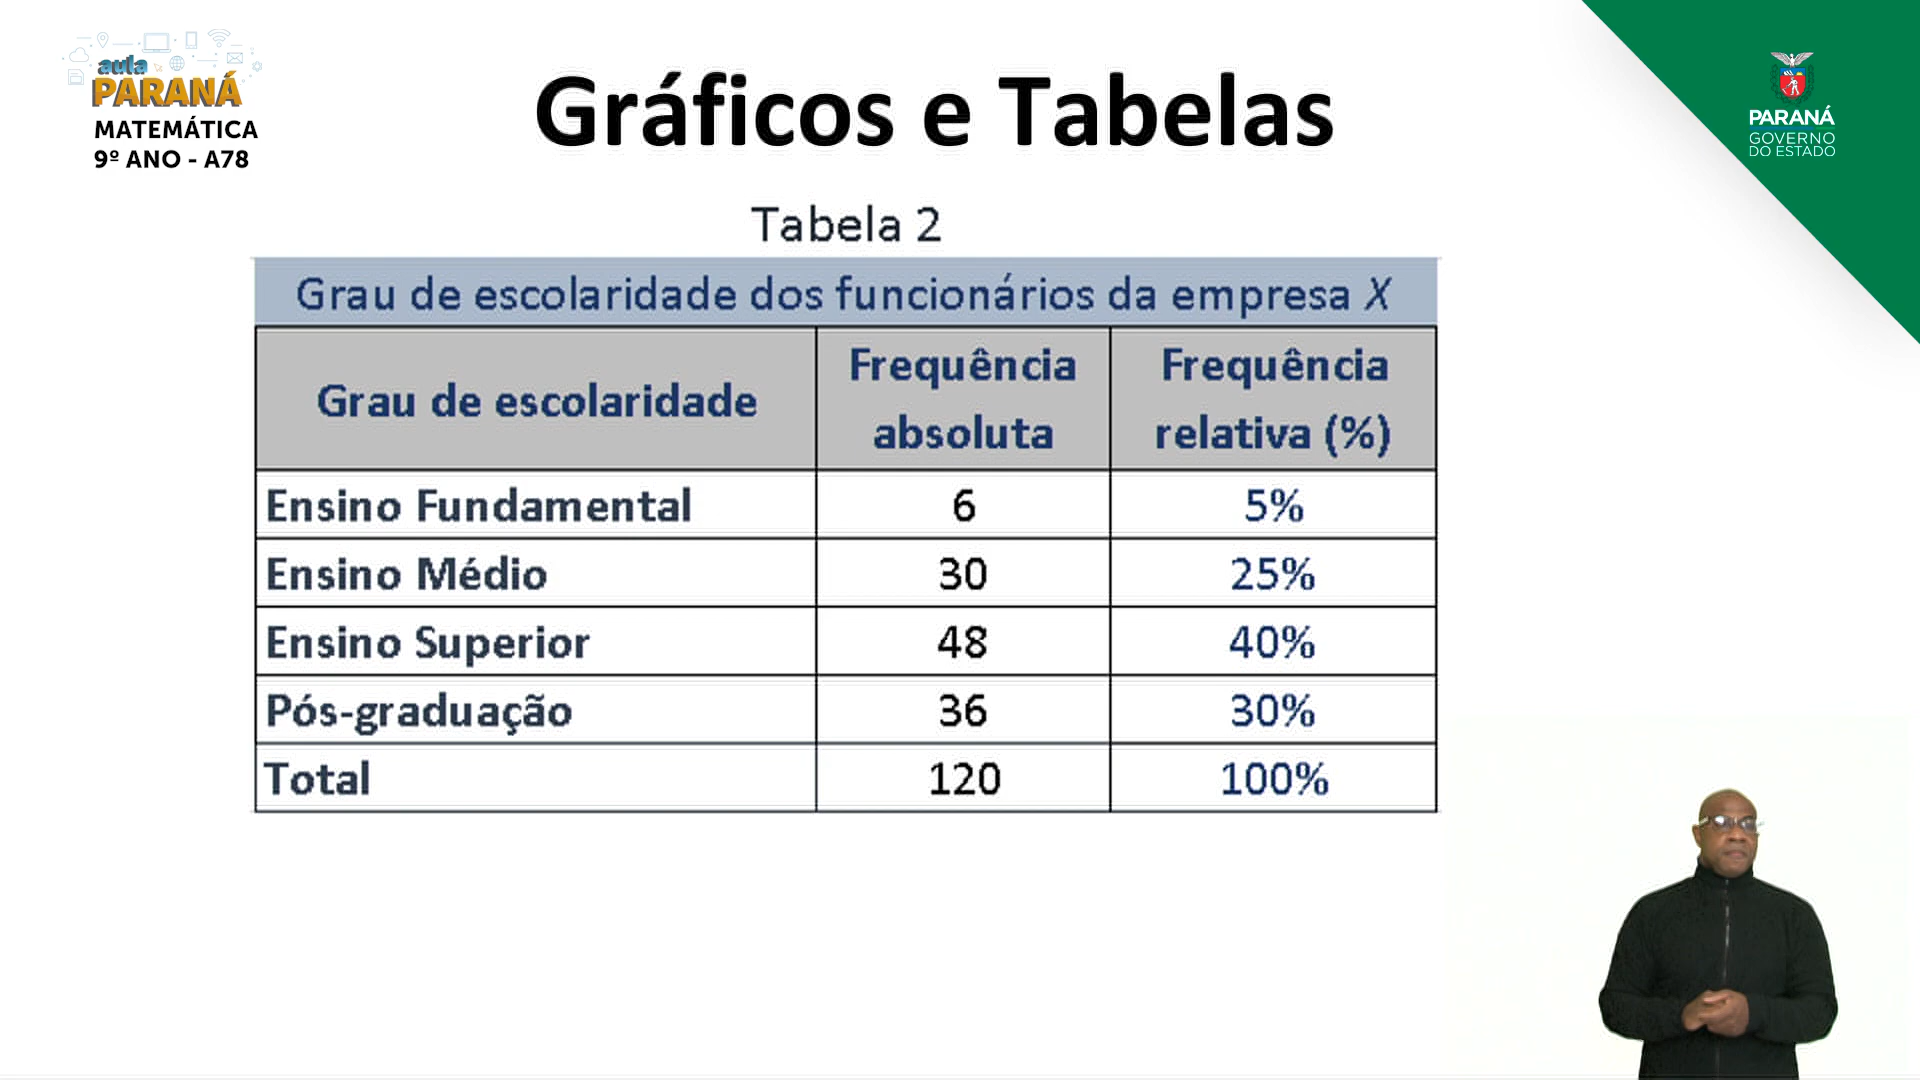 aula
PARANÁ
MATEMÁTICA
9º ANO - A78
Gráficos e Tabelas
PARANÁ
GOVERNO
DO ESTADO
Tabela 2
Grau de escolaridade dos funcionários da empresa X
Grau de escolaridade Frequência absoluta Frequência relativa (%)
Ensino Fundamental 6 5%
Ensino Médio 30 25%
Ensino Superior 48 40%
Pós-graduação 36 30%
Total 120 100%